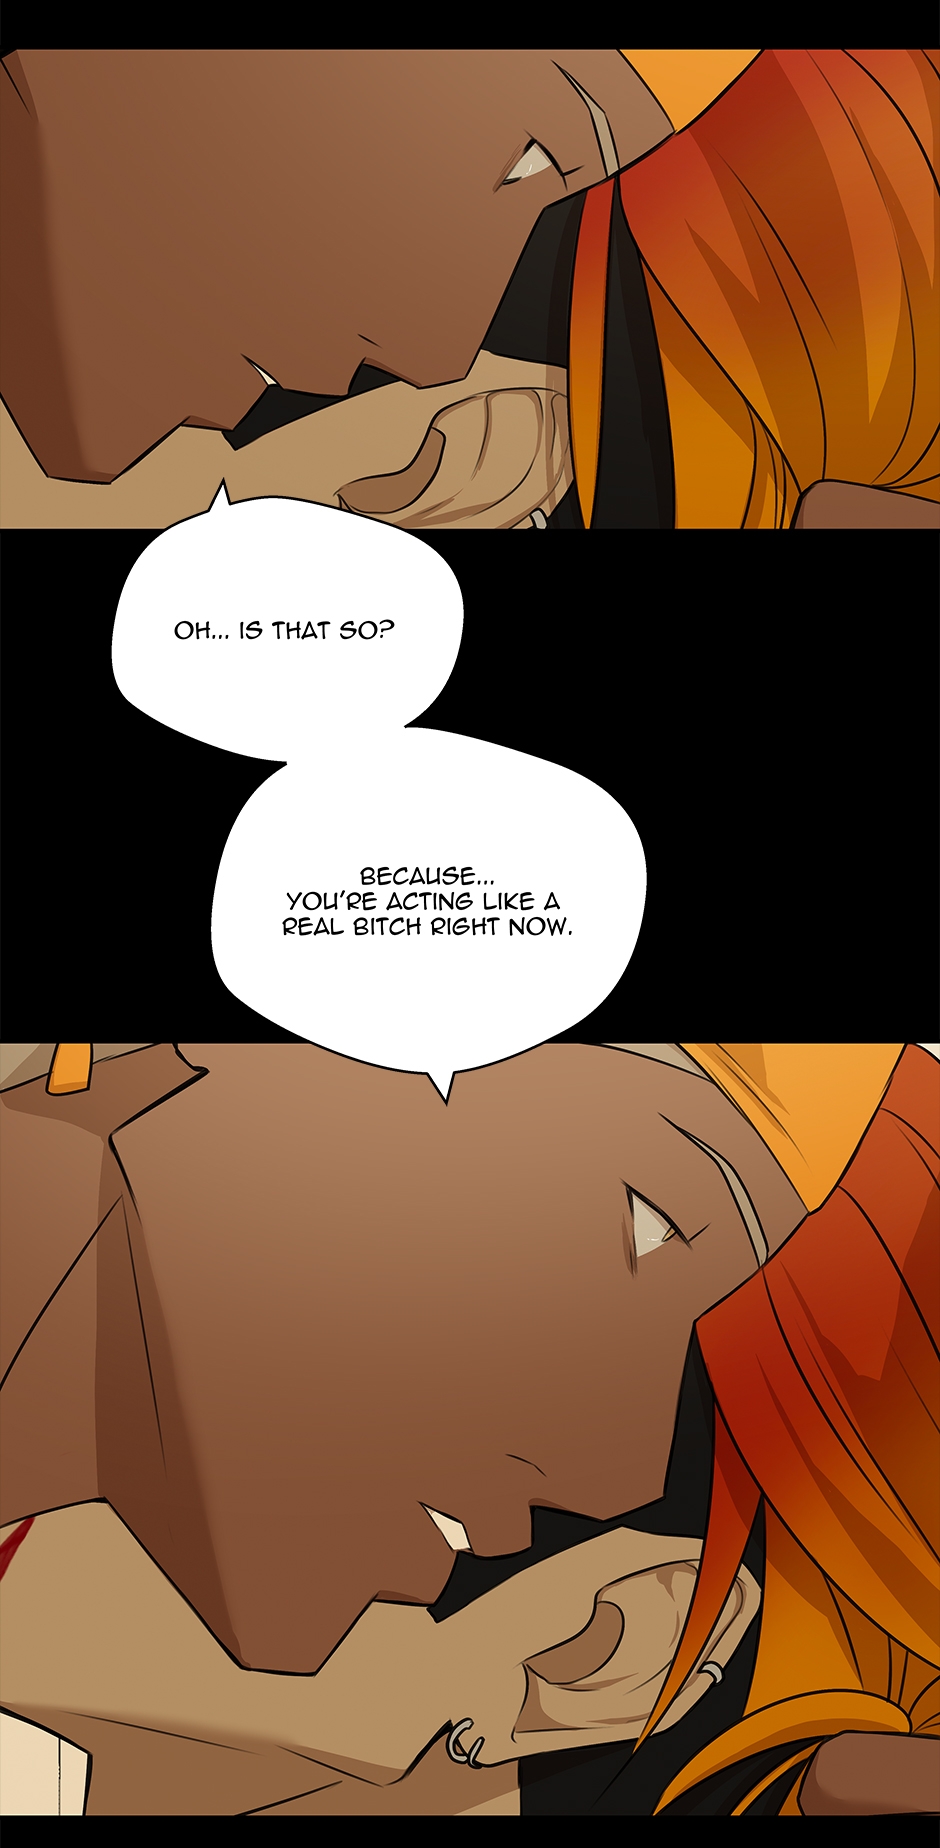 OH... IS THAT SO?
BECAUSE...
YOU'RE ACTING LIKE A
REAL BITCH RIGHT NOW.